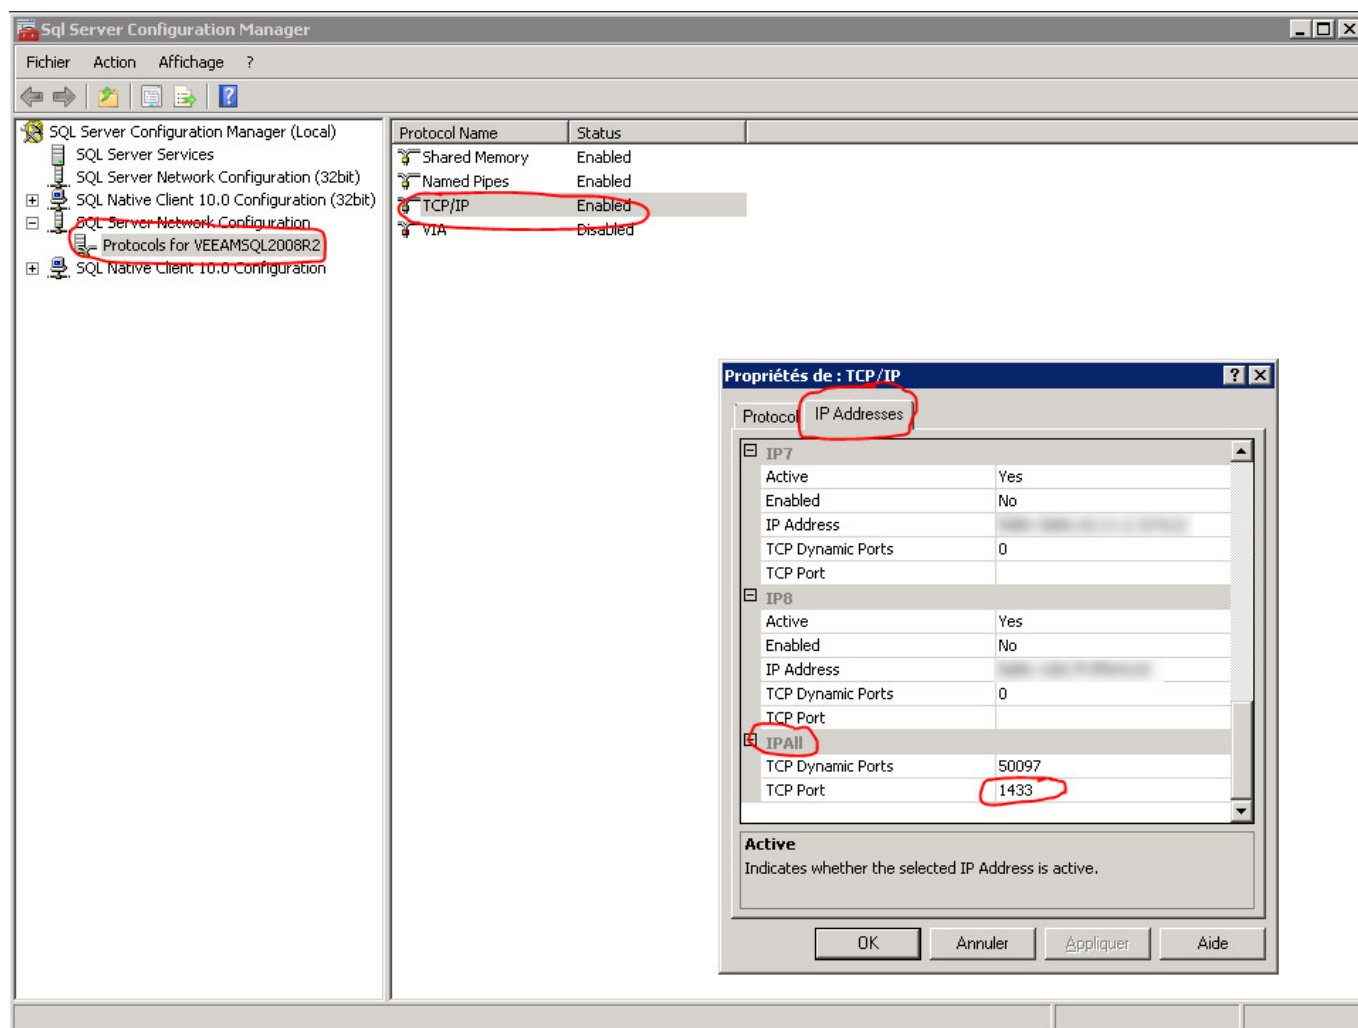 Sql Server Configuration Manager
Fichier Action Affichage ?
SQL Server Configuration Manager (Local)
SQL Server Services
SQL Server Network Configuration (32bit)
SQL Native Client 10.0 Configuration (32bit)
SQL Server Network Configuration
Protocols for VEEAMSQL2008R2
SQL Native Client 10.0 Configuration
Protocol Name Status
Shared Memory Enabled
Named Pipes Enabled
TCP/IP Enabled
VIA Disabled
Propriétés de : TCP/IP
Protocol IP Addresses
IP7
Active Yes
Enabled No
IP Address
TCP Dynamic Ports 0
TCP Port
IP8
Active Yes
Enabled No
IP Address
TCP Dynamic Ports 0
TCP Port
IPAll
TCP Dynamic Ports 50097
TCP Port 1433
Active
Indicates whether the selected IP Address is active.
OK Annuler Appliquer Aide